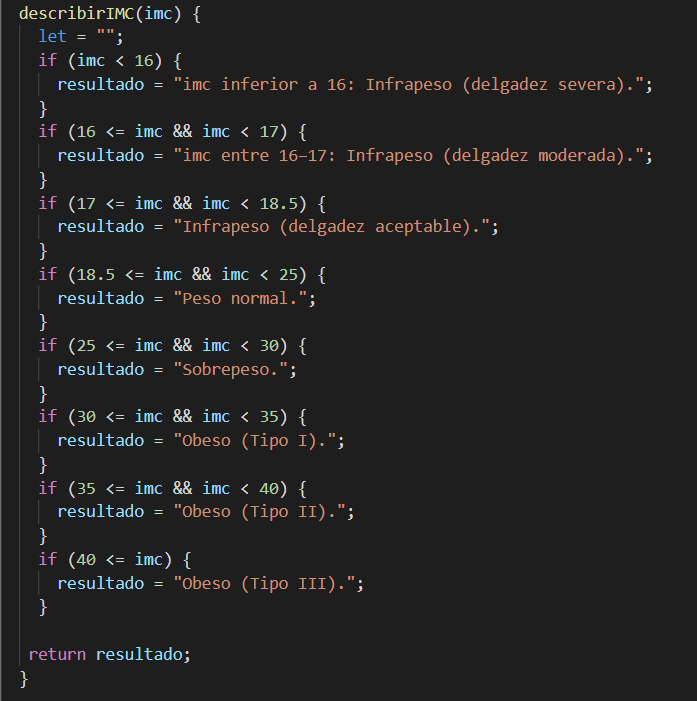 describirIMC(imc) {
let = "";
if (imc < 16) {
resultado = "imc inferior a 16: Infrapeso (delgadez severa).";
}
if (16 <= imc && imc < 17) {
resultado = "imc entre 16–17: Infrapeso (delgadez moderada).";
}
if (17 <= imc && imc < 18.5) {
resultado = "Infrapeso (delgadez aceptable).";
}
if (18.5 <= imc && imc < 25) {
resultado = "Peso normal.";
}
if (25 <= imc && imc < 30) {
resultado = "Sobrepeso.";
}
if (30 <= imc && imc < 35) {
resultado = "Obeso (Tipo I).";
}
if (35 <= imc && imc < 40) {
resultado = "Obeso (Tipo II).";
}
if (40 <= imc) {
resultado = "Obeso (Tipo III).";
}
return resultado;
}